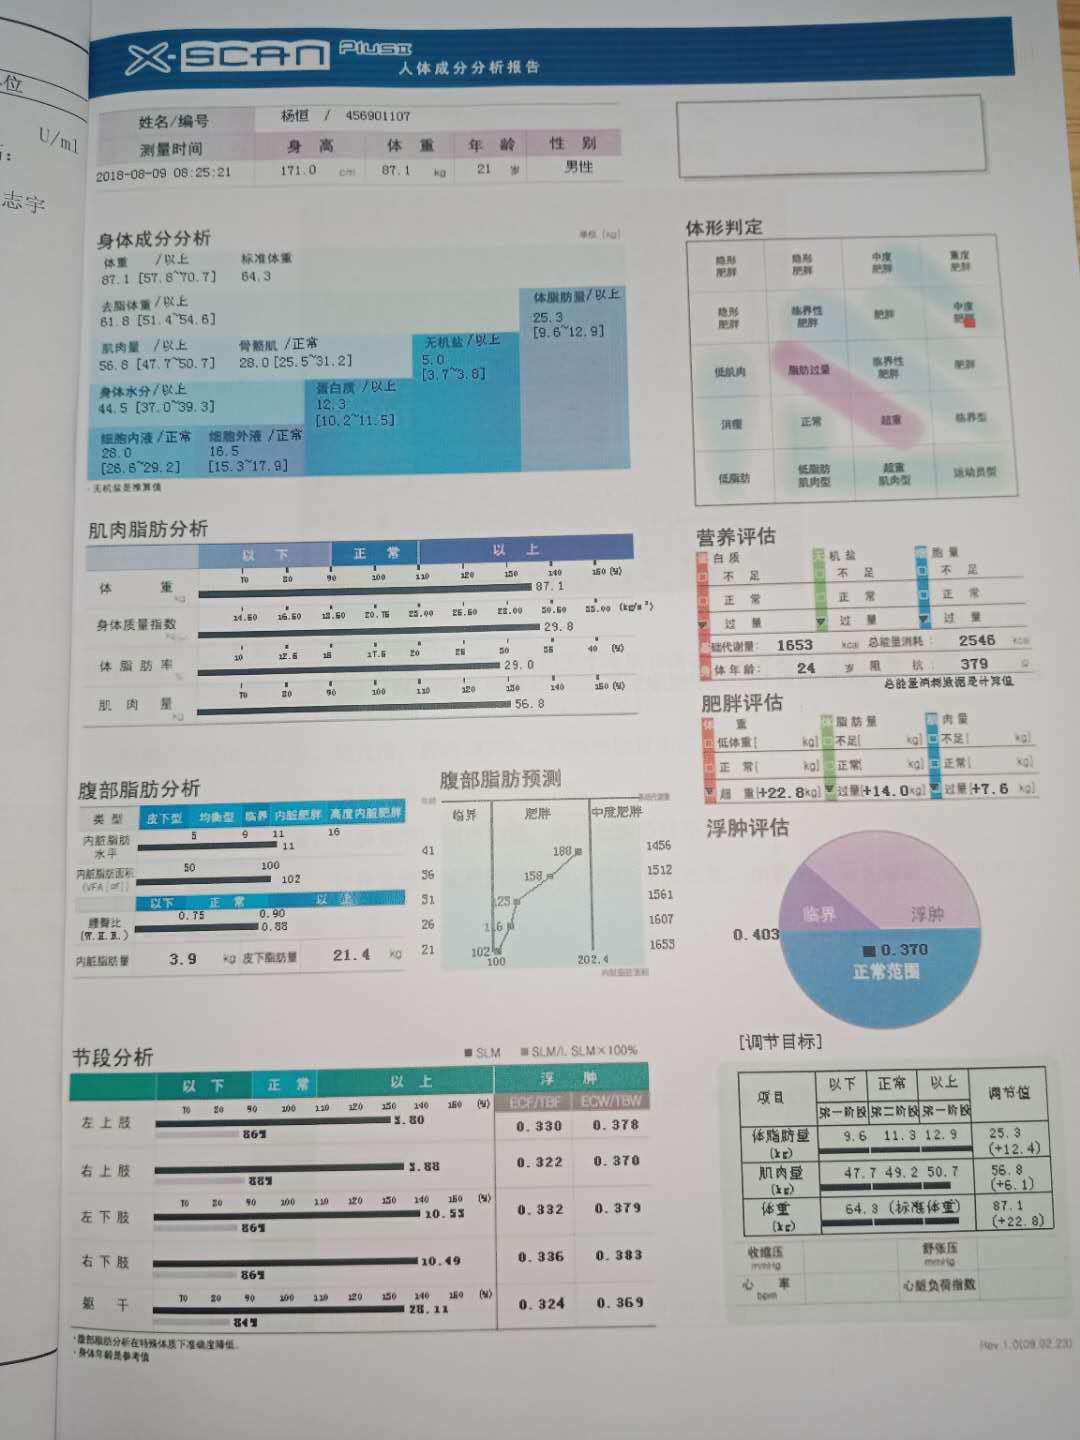 位
U/ml
志宇
X-SCAN PlusⅡ
人体成分分析报告
姓名/编号 杨恒 / 456901107
测量时间 身 高 体 重 年 龄 性 别
2018-08-09 08:25:21 171.0 cm 87.1 kg 21 岁 男性
身体成分分析 单位 (kg)
体重 /以上 标准体重
87.1 [57.8~70.7] 64.3
去脂体重 /以上
61.8 [51.4~54.6]
体脂肪量/以上
25.3
[9.6~12.9]
肌肉量 /以上 骨骼肌 /正常
56.8 [47.7~50.7] 28.0 [25.5~31.2]
无机盐/以上
5.0
[3.7~3.8]
身体水分/以上
44.5 [37.0~39.3]
蛋白质 /以上
12.3
[10.2~11.5]
细胞内液/正常 细胞外液 /正常
28.0 16.5
[26.6~29.2] [15.3~17.9]
·无机盐是推算值
体形判定
隐形肥胖 隐形肥胖 中度肥胖 重度肥胖
隐形肥胖 临界性肥胖 肥胖 中度肥胖
低肌肉 脂肪过量 临界性肥胖 肥胖
消瘦 正常 超重 临界型
低脂肪 低脂肪肌肉型 超重肌肉型 运动员型
肌肉脂肪分析
以 下 正 常 以 上
70 80 90 100 110 120 130 140 150 (%)
体 重 kg 87.1
14.50 16.50 18.50 20.75 23.00 25.50 28.00 30.50 33.00 (kg/m²)
身体质量指数 29.8
10 12.5 15 17.5 20 25 30 35 40 (%)
体 脂 肪 率 % 29.0
70 80 90 100 110 120 130 140 150 (%)
肌 肉 量 kg 56.8
营养评估
蛋白质 无机盐 细胞量
不 足 不 足 不 足
正 常 正 常 正 常
过 量 过 量 过 量
基础代谢量: 1653 kcal 总能量消耗: 2546 kcal
身体年龄: 24 岁 阻 抗: 379 Ω
总能量消耗数据是计算值
肥胖评估
体 重 体脂肪量 肌肉量
低体重[ kg] 不足[ kg] 不足[ kg]
正 常[ kg] 正常[ kg] 正常[ kg]
超 重[+22.8kg] 过量[+14.0kg] 过量[+7.6 kg]
腹部脂肪分析
类 型 皮下型 均衡型 临界 内脏肥胖 高度内脏肥胖
5 9 11 16
内脏脂肪水平 11
50 100
内脏脂肪面积 (VFA[㎠]) 102
以下 正 常 以 上
0.75 0.90
腰臀比 (W.H.R.) 0.88
内脏脂肪量 3.9 kg 皮下脂肪量 21.4 kg
腹部脂肪预测
年龄 临界 肥胖 中度肥胖 基础代谢量
41 188 1456
36 158 1512
31 125 1561
26 116 1607
21 102 1653
100 202.4
内脏脂肪面积
浮肿评估
临界 浮肿
0.403
0.370
正常范围
节段分析 SLM SLM/I. SLM×100%
以 下 正 常 以 上 浮 肿
70 80 90 100 110 120 130 140 150 (%) ECF/TBF ECW/TBW
左 上 肢 3.80 86% 0.330 0.378
右 上 肢 3.88 88% 0.322 0.370
70 80 90 100 110 120 130 140 150 (%)
左 下 肢 10.53 86% 0.332 0.379
右 下 肢 10.49 86% 0.336 0.383
70 80 90 100 110 120 130 140 150 (%)
躯 干 28.11 84% 0.324 0.369
·腹部脂肪分析在特殊体质下准确度降低.
·身体年龄是参考值
[调节目标]
项目 以下 正常 以上 调节值
第一阶段 第二阶段 第一阶段
体脂肪量 (kg) 9.6 11.3 12.9 25.3 (+12.4)
肌肉量 (kg) 47.7 49.2 50.7 56.8 (+6.1)
体重 (kg) 64.3 (标准体重) 87.1 (+22.8)
收缩压 mmHg 舒张压 mmHg
心 率 bpm 心脏负荷指数
Rev 1.0(09.02.23)